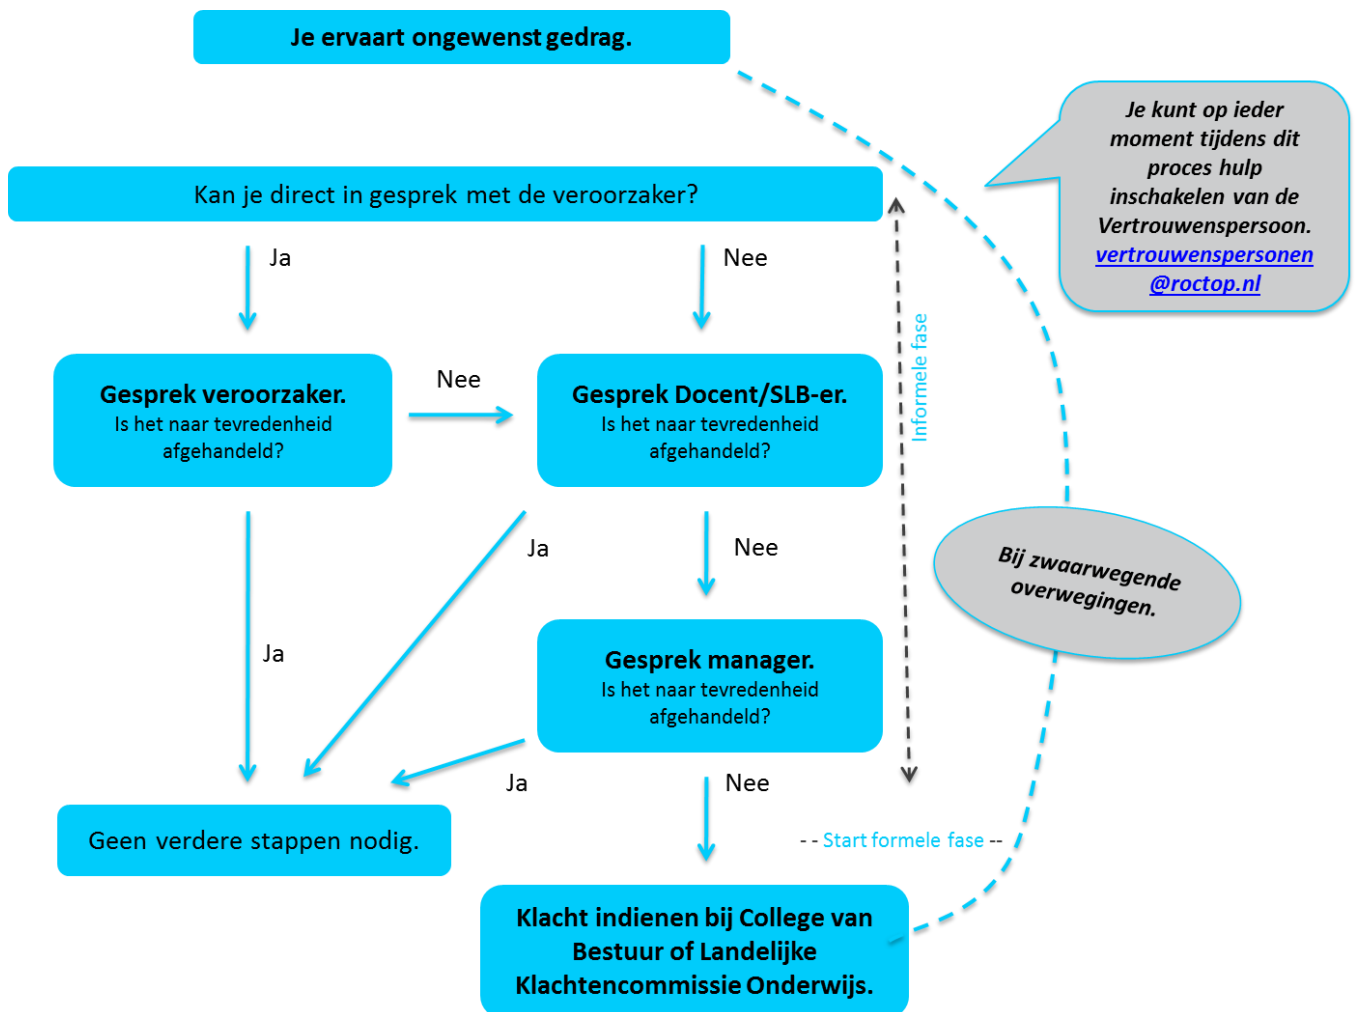 Je ervaart ongewenst gedrag.
Je kunt op ieder
moment tijdens dit
proces hulp
inschakelen van de
Vertrouwenspersoon.
vertrouwenspersonen
@roctop.nl
Kan je direct in gesprek met de veroorzaker?
Ja
Nee
Informele fase
Gesprek veroorzaker.
Is het naar tevredenheid
afgehandeld?
Nee
Gesprek Docent/SLB-er.
Is het naar tevredenheid
afgehandeld?
Ja
Nee
Bij zwaarwegende
overwegingen.
Ja
Gesprek manager.
Is het naar tevredenheid
afgehandeld?
Ja
Nee
Geen verdere stappen nodig.
- - Start formele fase --
Klacht indienen bij College van
Bestuur of Landelijke
Klachtencommissie Onderwijs.